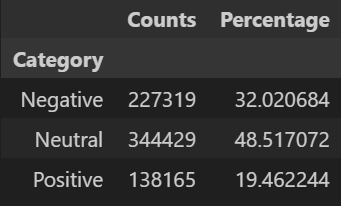 Counts Percentage
Category
Negative 227319 32.020684
Neutral 344429 48.517072
Positive 138165 19.462244